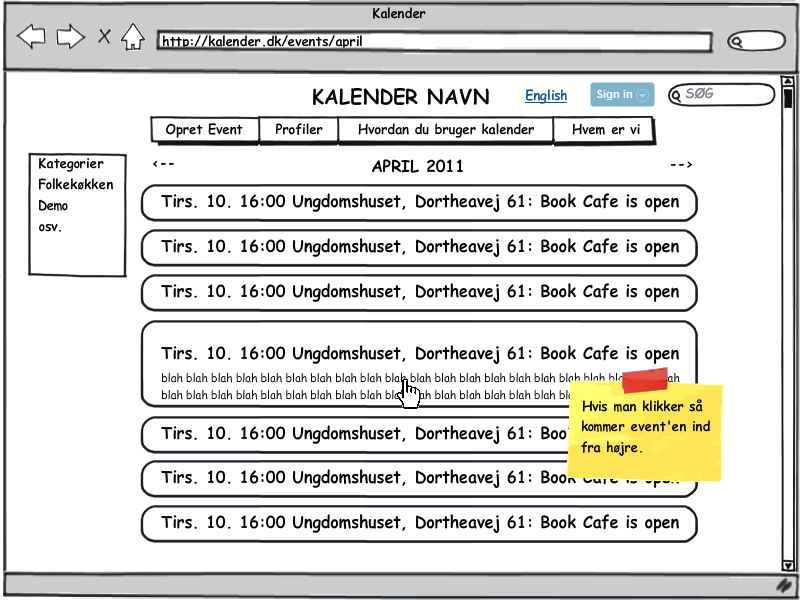 Kalender
http://kalender.dk/events/april
KALENDER NAVN
English
Sign in
SØG
Opret Event
Profiler
Hvordan du bruger kalender
Hvem er vi
Kategorier
Folkekøkken
Demo
osv.
<--
APRIL 2011
-->
Tirs. 10. 16:00 Ungdomshuset, Dortheavej 61: Book Cafe is open
Tirs. 10. 16:00 Ungdomshuset, Dortheavej 61: Book Cafe is open
Tirs. 10. 16:00 Ungdomshuset, Dortheavej 61: Book Cafe is open
Tirs. 10. 16:00 Ungdomshuset, Dortheavej 61: Book Cafe is open
blah blah blah blah blah blah blah blah blah blah blah blah blah blah blah blah blah blah blah blah blah
blah blah blah blah blah blah blah blah blah blah blah blah blah blah blah blah
Hvis man klikker så
kommer event'en ind
fra højre.
Tirs. 10. 16:00 Ungdomshuset, Dortheavej 61: Boo
Tirs. 10. 16:00 Ungdomshuset, Dortheavej 61: Book Cafe is open
Tirs. 10. 16:00 Ungdomshuset, Dortheavej 61: Book Cafe is open